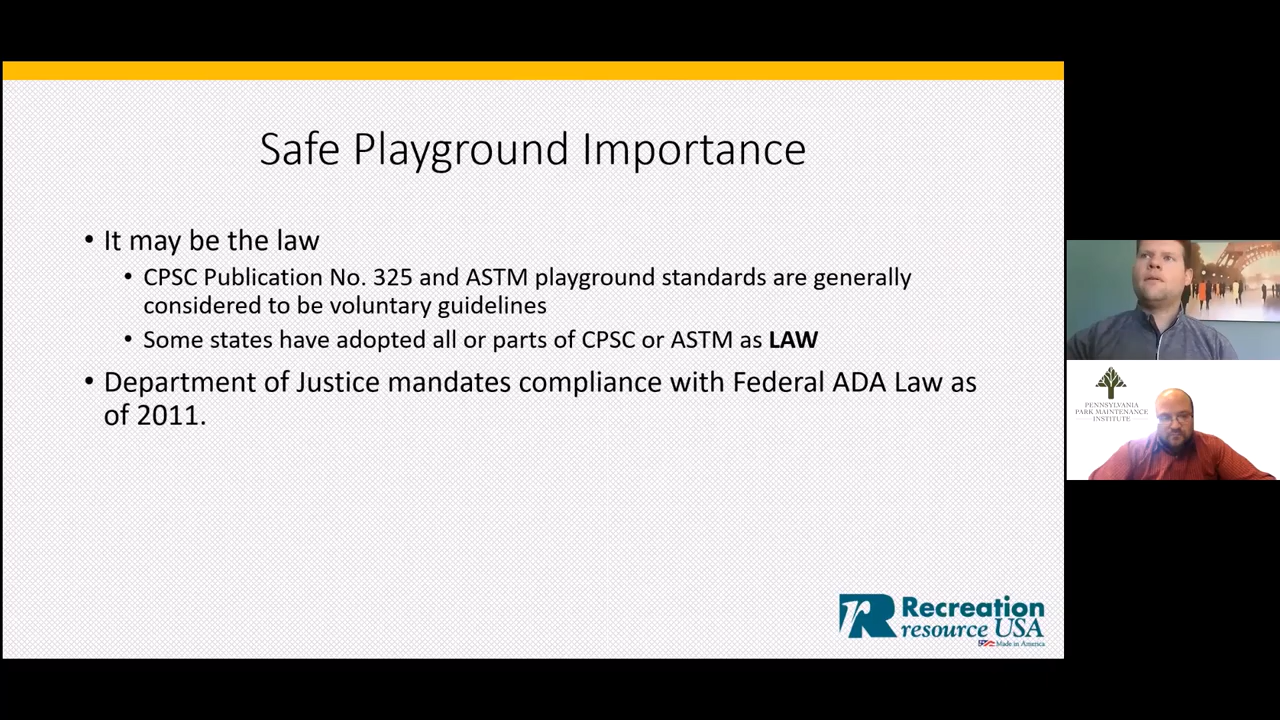 Safe Playground Importance
• It may be the law
• CPSC Publication No. 325 and ASTM playground standards are generally
considered to be voluntary guidelines
• Some states have adopted all or parts of CPSC or ASTM as LAW
• Department of Justice mandates compliance with Federal ADA Law as
of 2011.
PENNSYLVANIA
PARK MAINTENANCE
INSTITUTE
Recreation
resource USA
Made in America